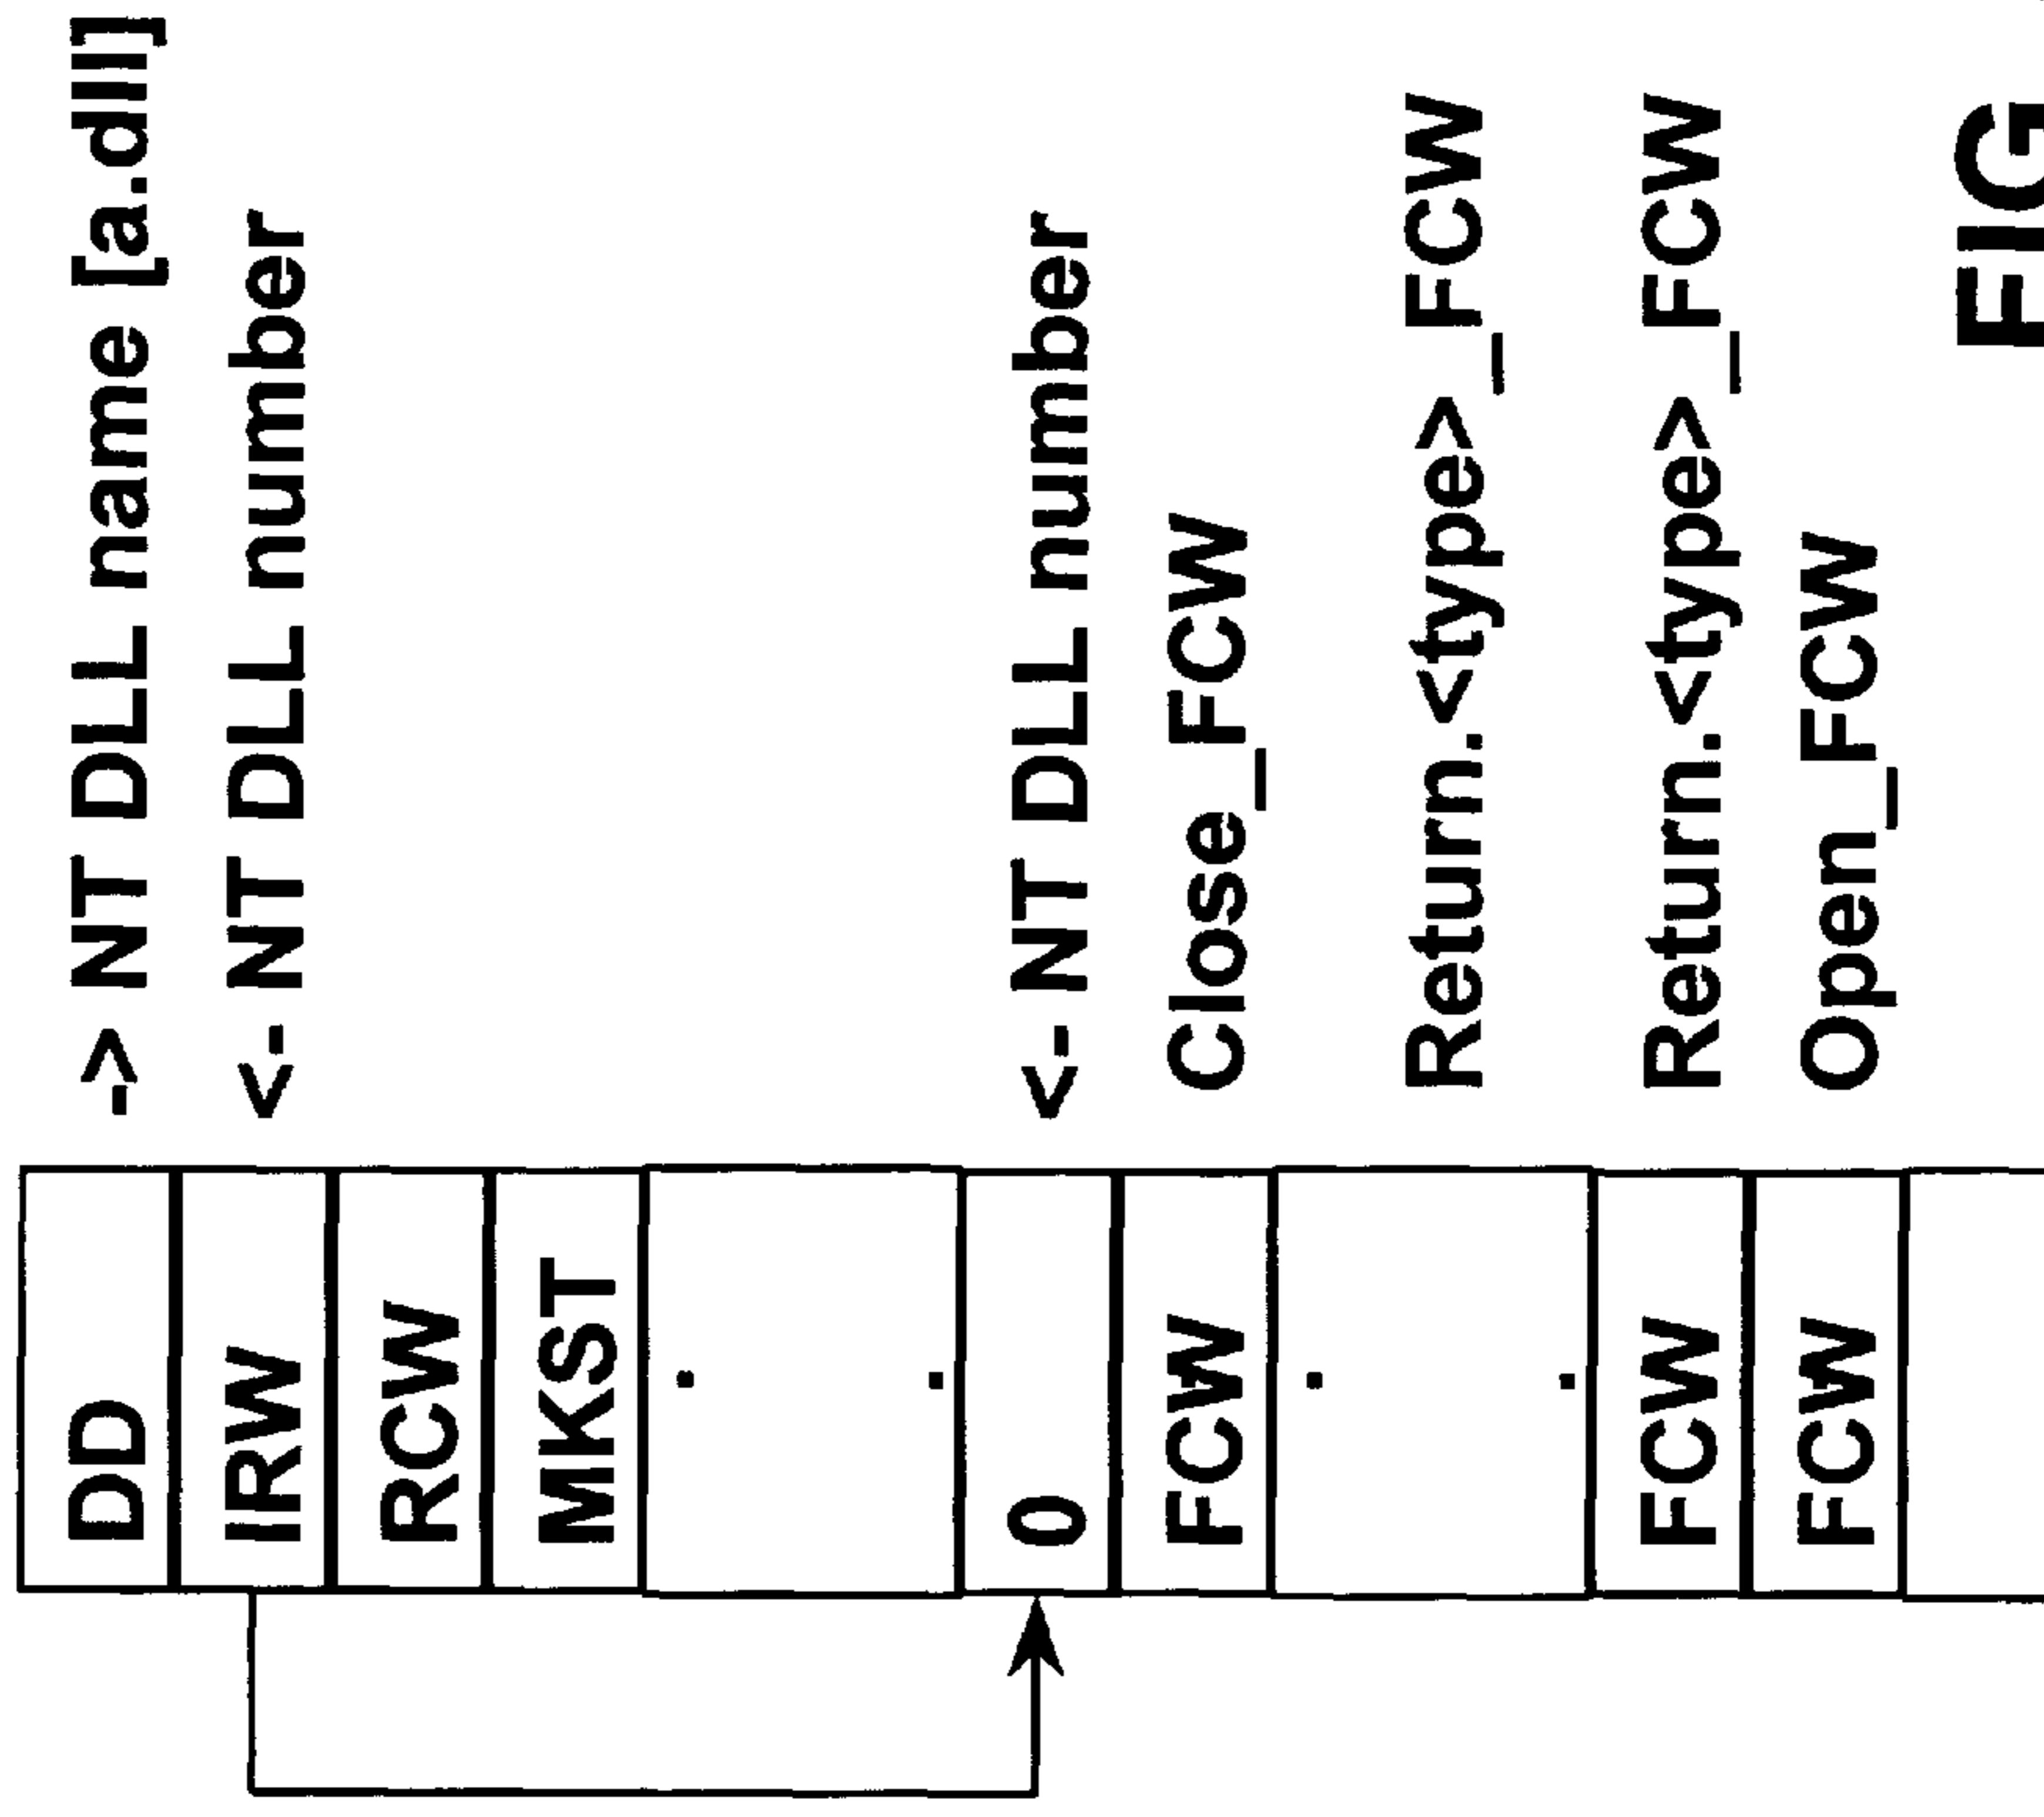 DD -> NT DLL name [a.dll]
IRW <- NT DLL number
RCW
MKST
.
.
0 <- NT DLL number
FCW Close_FCW
.
Return.<type>_FCW
.
FCW Return.<type>_FCW
FCW Open_FCW
FIG